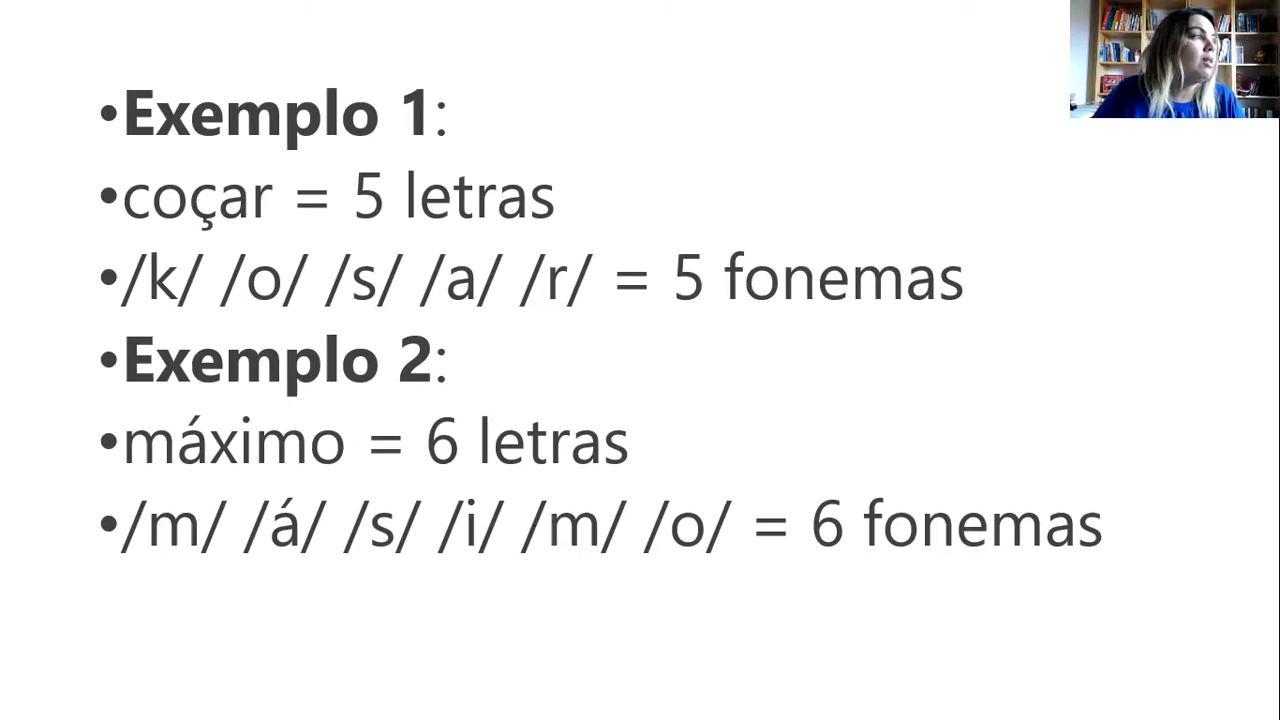 •Exemplo 1:
•coçar = 5 letras
•/k/ /o/ /s/ /a/ /r/ = 5 fonemas
•Exemplo 2:
•máximo = 6 letras
•/m/ /á/ /s/ /i/ /m/ /o/ = 6 fonemas